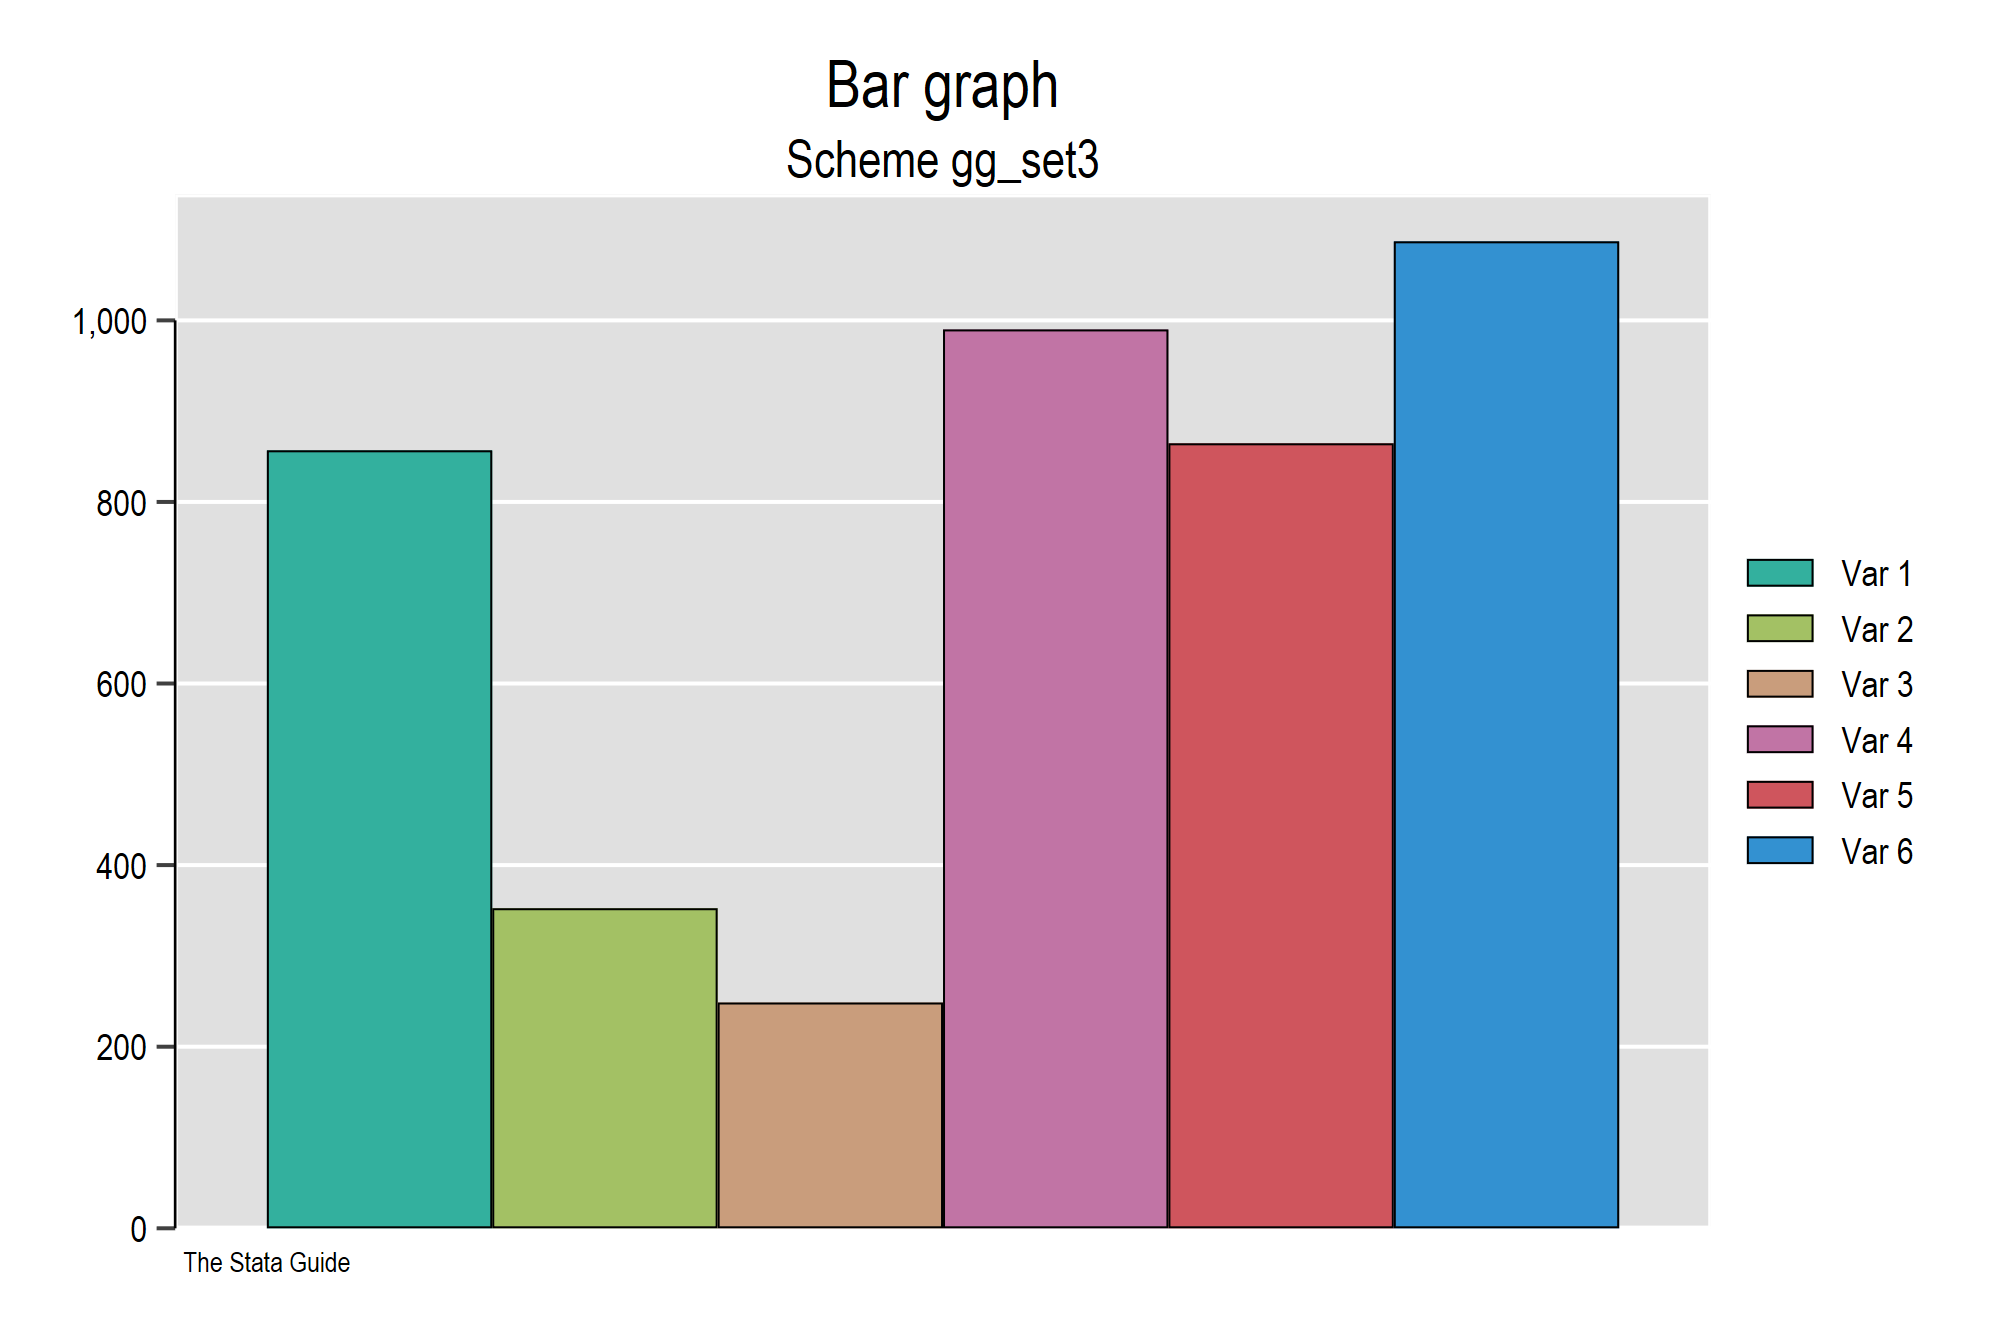 Bar graph
Scheme gg_set3
1,000
800
600
400
200
0
Var 1
Var 2
Var 3
Var 4
Var 5
Var 6
The Stata Guide